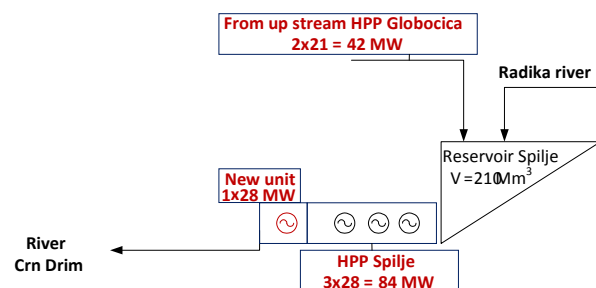 From up stream HPP Globocica
2x21 = 42 MW
Radika river
Reservoir Spilje
V = 210Mm³
New unit
1x28 MW
River
Crn Drim
HPP Spilje
3x28 = 84 MW